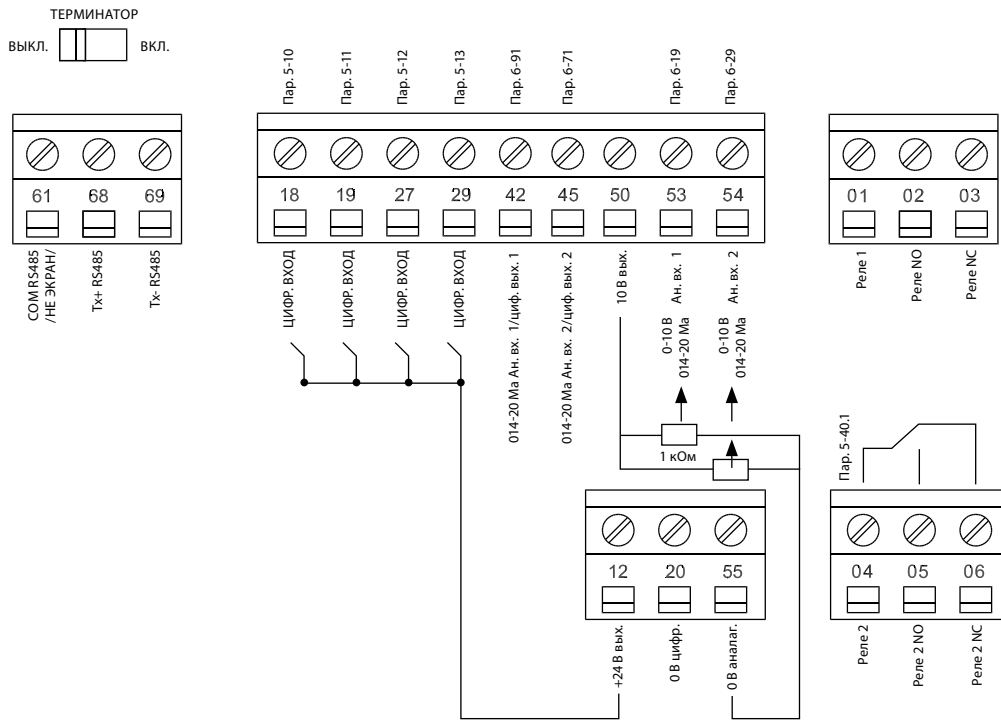 ТЕРМИНАТОР
ВЫКЛ.
ВКЛ.
61
68
69
COM RS485
/НЕ ЭКРАН/
Tx+ RS485
Tx- RS485
Пар. 5-10
Пар. 5-11
Пар. 5-12
Пар. 5-13
Пар. 6-91
Пар. 6-71
Пар. 6-19
Пар. 6-29
18
19
27
29
42
45
50
53
54
ЦИФР. ВХОД
ЦИФР. ВХОД
ЦИФР. ВХОД
ЦИФР. ВХОД
014-20 Ма Ан. вх. 1/циф. вых. 1
014-20 Ма Ан. вх. 2/циф. вых. 2
10 В вых.
Ан. вх. 1
Ан. вх. 2
0-10 В
014-20 Ма
0-10 В
014-20 Ма
1 кОм
01
02
03
Реле 1
Реле NO
Реле NC
12
20
55
+24 В вых.
0 В цифр.
0 В аналаг.
Пар. 5-40.1
04
05
06
Реле 2
Реле 2 NO
Реле 2 NC